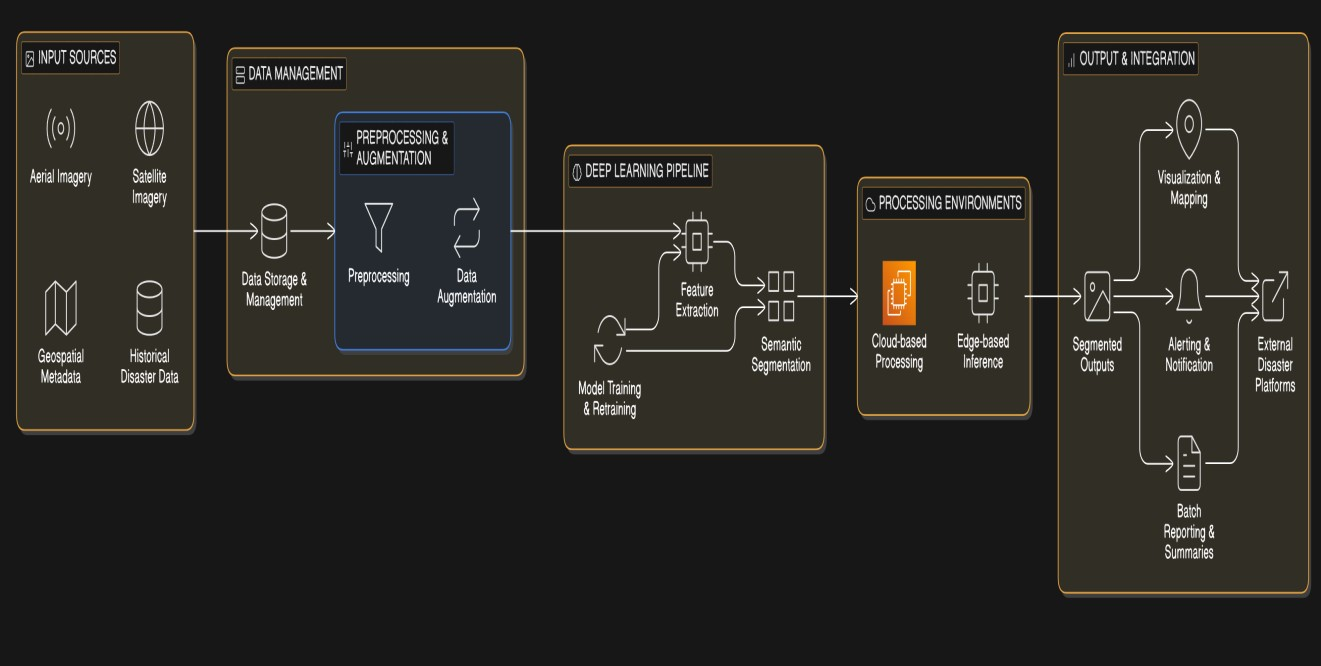 INPUT SOURCES
Aerial Imagery
Satellite
Imagery
Geospatial
Metadata
Historical
Disaster Data
DATA MANAGEMENT
Data Storage &
Management
PREPROCESSING &
AUGMENTATION
Preprocessing
Data
Augmentation
DEEP LEARNING PIPELINE
Feature
Extraction
Model Training
& Retraining
Semantic
Segmentation
PROCESSING ENVIRONMENTS
Cloud-based
Processing
Edge-based
Inference
OUTPUT & INTEGRATION
Segmented
Outputs
Visualization &
Mapping
Alerting &
Notification
Batch
Reporting &
Summaries
External
Disaster
Platforms